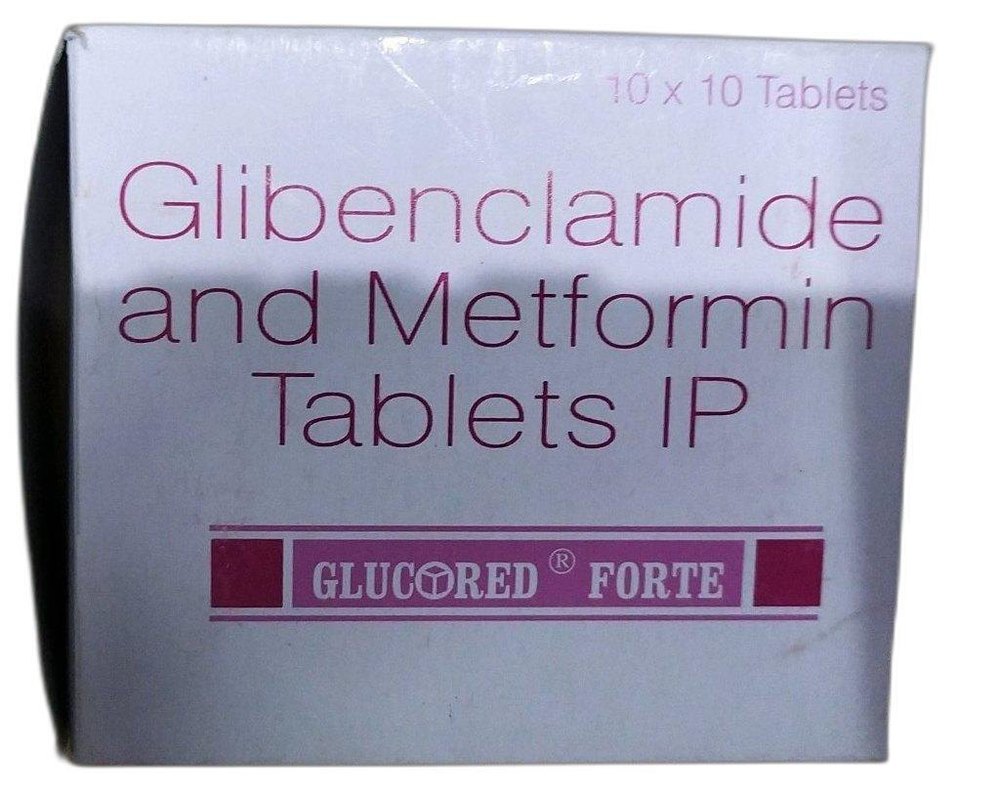 10 x 10 Tablets
Glibenclamide
and Metformin
Tablets IP
GLUCORED® FORTE